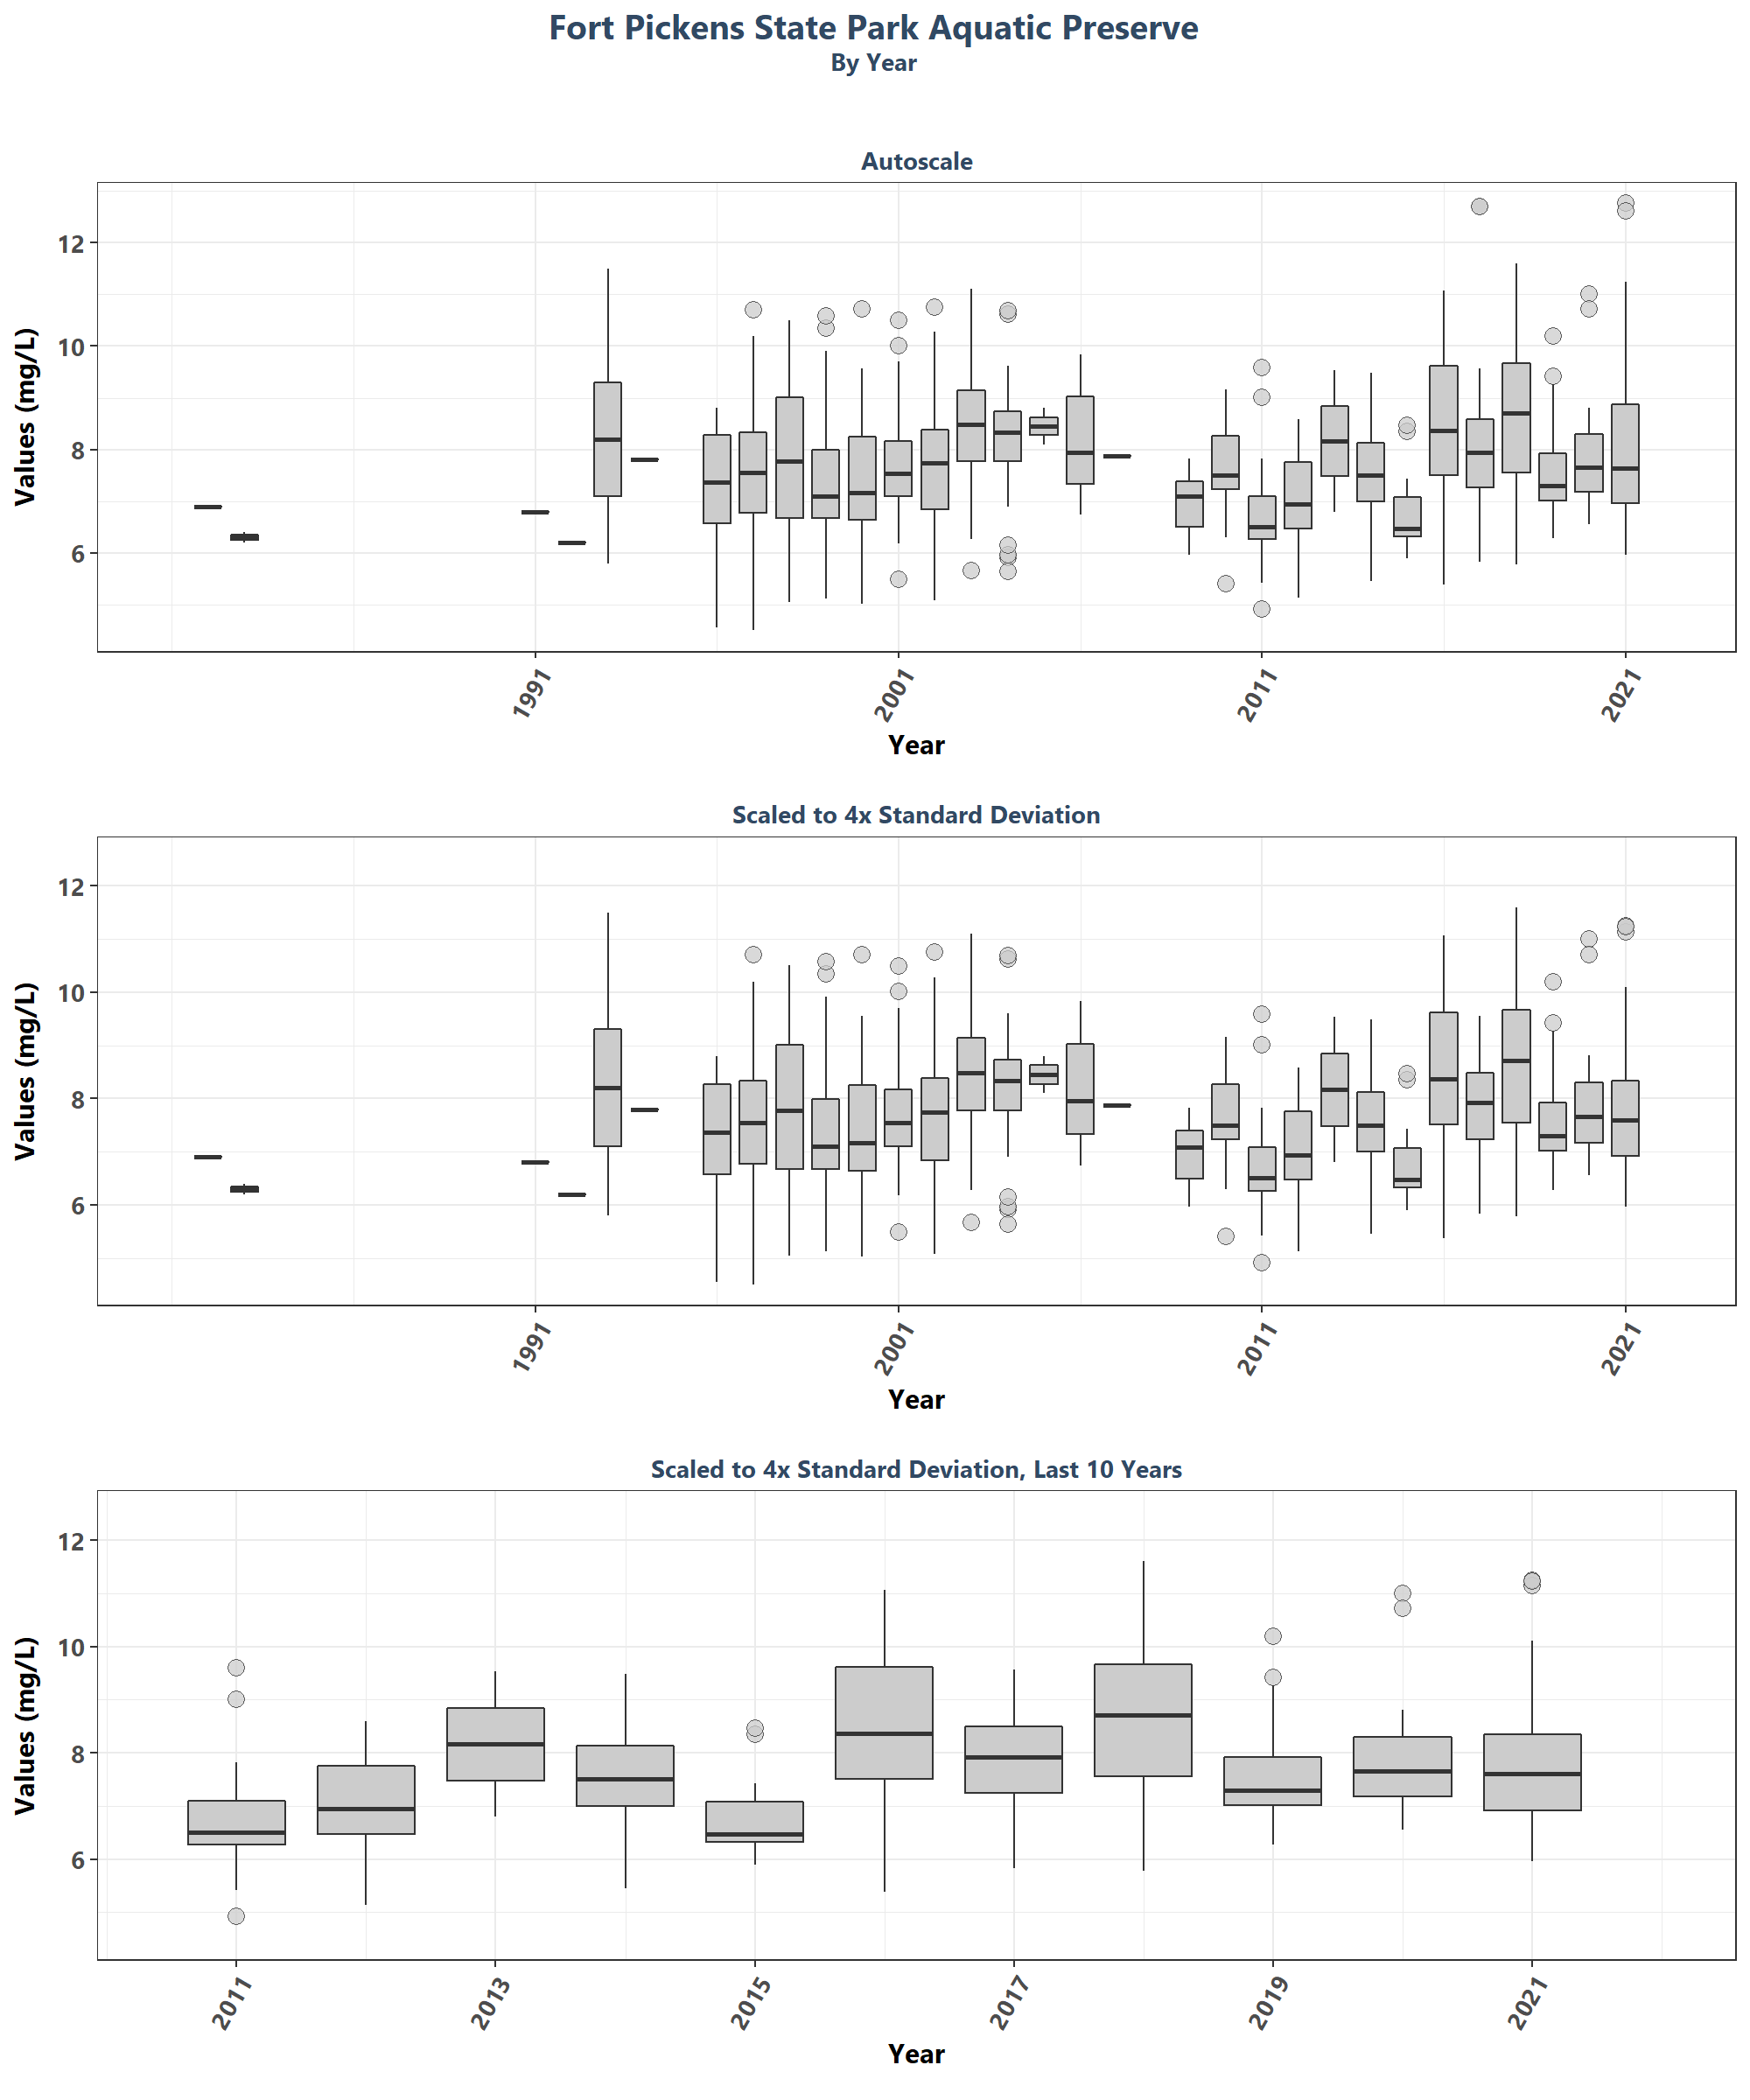 Fort Pickens State Park Aquatic Preserve
By Year
Autoscale
Values (mg/L)
12
10
8
6
1991
2001
2011
2021
Year
Scaled to 4x Standard Deviation
Values (mg/L)
12
10
8
6
1991
2001
2011
2021
Year
Scaled to 4x Standard Deviation, Last 10 Years
Values (mg/L)
12
10
8
6
2011
2013
2015
2017
2019
2021
Year